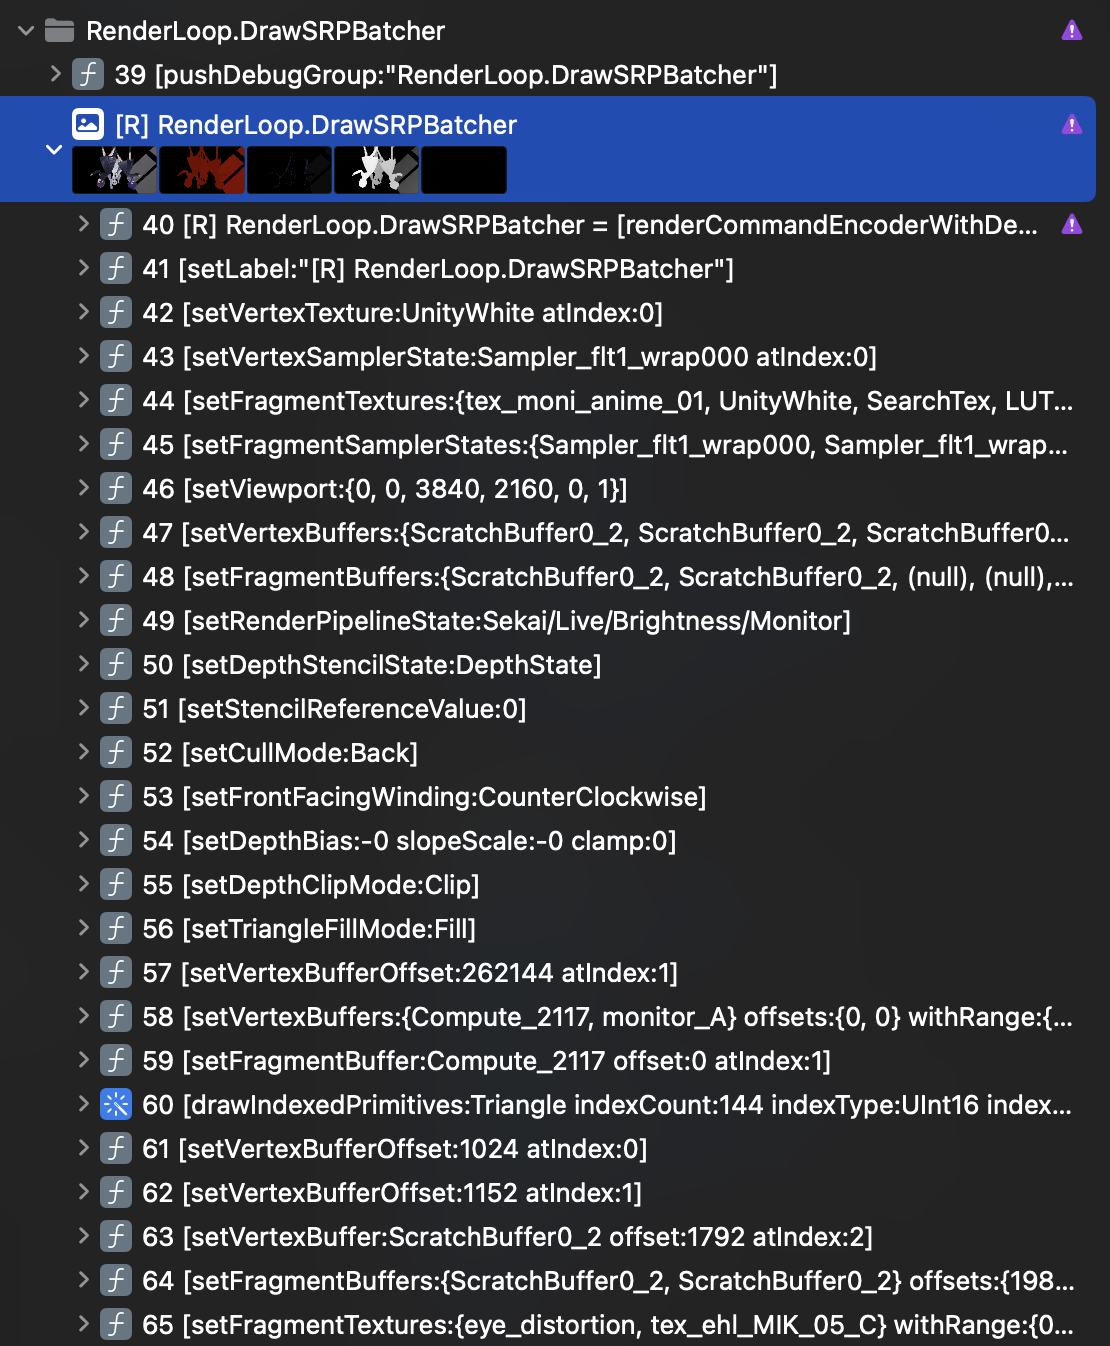 RenderLoop.DrawSRPBatcher
39 [pushDebugGroup:"RenderLoop.DrawSRPBatcher"]
[R] RenderLoop.DrawSRPBatcher
40 [R] RenderLoop.DrawSRPBatcher = [renderCommandEncoderWithDe...
41 [setLabel:"[R] RenderLoop.DrawSRPBatcher"]
42 [setVertexTexture:UnityWhite atIndex:0]
43 [setVertexSamplerState:Sampler_flt1_wrap000 atIndex:0]
44 [setFragmentTextures:{tex_moni_anime_01, UnityWhite, SearchTex, LUT...
45 [setFragmentSamplerStates:{Sampler_flt1_wrap000, Sampler_flt1_wrap...
46 [setViewport:{0, 0, 3840, 2160, 0, 1}]
47 [setVertexBuffers:{ScratchBuffer0_2, ScratchBuffer0_2, ScratchBuffer0...
48 [setFragmentBuffers:{ScratchBuffer0_2, ScratchBuffer0_2, (null), (null),...
49 [setRenderPipelineState:Sekai/Live/Brightness/Monitor]
50 [setDepthStencilState:DepthState]
51 [setStencilReferenceValue:0]
52 [setCullMode:Back]
53 [setFrontFacingWinding:CounterClockwise]
54 [setDepthBias:-0 slopeScale:-0 clamp:0]
55 [setDepthClipMode:Clip]
56 [setTriangleFillMode:Fill]
57 [setVertexBufferOffset:262144 atIndex:1]
58 [setVertexBuffers:{Compute_2117, monitor_A} offsets:{0, 0} withRange:{...
59 [setFragmentBuffer:Compute_2117 offset:0 atIndex:1]
60 [drawIndexedPrimitives:Triangle indexCount:144 indexType:UInt16 index...
61 [setVertexBufferOffset:1024 atIndex:0]
62 [setVertexBufferOffset:1152 atIndex:1]
63 [setVertexBuffer:ScratchBuffer0_2 offset:1792 atIndex:2]
64 [setFragmentBuffers:{ScratchBuffer0_2, ScratchBuffer0_2} offsets:{198...
65 [setFragmentTextures:{eye_distortion, tex_ehl_MIK_05_C} withRange:{0...